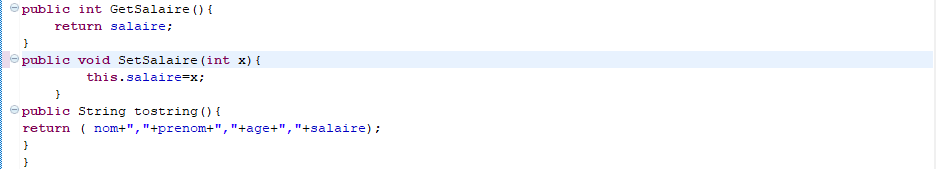 public int GetSalaire(){
    return salaire;
}
public void SetSalaire(int x){
        this.salaire=x;
    }
public String tostring(){
return ( nom+","+prenom+","+age+","+salaire);
}
}